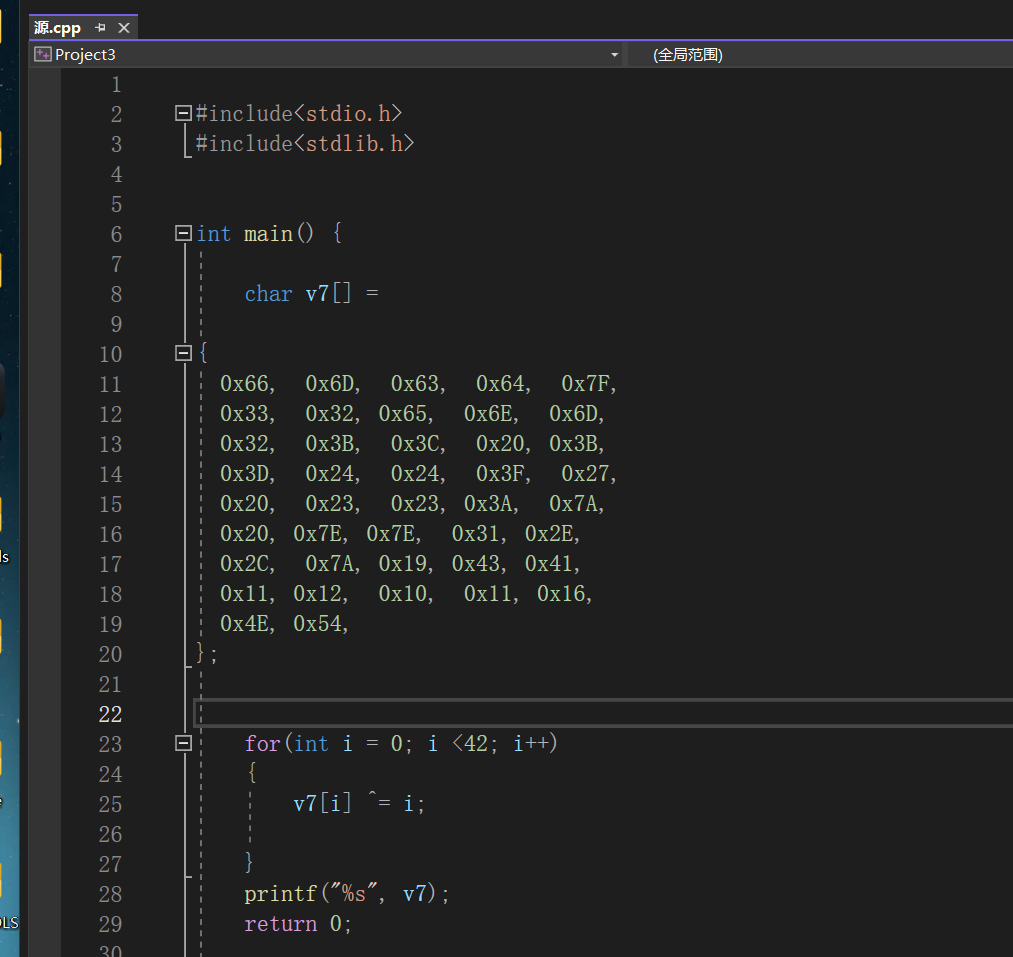 源.cpp
Project3 (全局范围)
1
2 #include<stdio.h>
3 #include<stdlib.h>
4
5
6 int main() {
7
8 char v7[] =
9
10 {
11 0x66, 0x6D, 0x63, 0x64, 0x7F,
12 0x33, 0x32, 0x65, 0x6E, 0x6D,
13 0x32, 0x3B, 0x3C, 0x20, 0x3B,
14 0x3D, 0x24, 0x24, 0x3F, 0x27,
15 0x20, 0x23, 0x23, 0x3A, 0x7A,
16 0x20, 0x7E, 0x7E, 0x31, 0x2E,
17 0x2C, 0x7A, 0x19, 0x43, 0x41,
18 0x11, 0x12, 0x10, 0x11, 0x16,
19 0x4E, 0x54,
20 };
21
22
23 for(int i = 0; i <42; i++)
24 {
25 v7[i] ^= i;
26
27 }
28 printf("%s", v7);
29 return 0;
30
ls
OLS